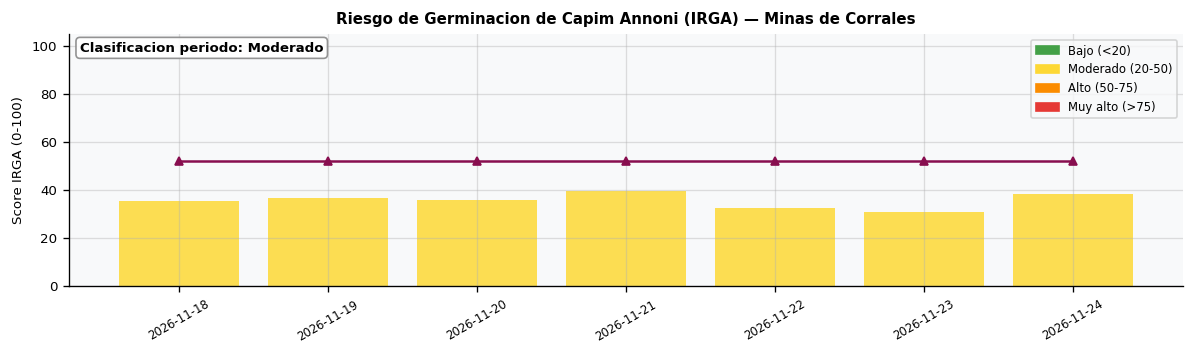 Riesgo de Germinacion de Capim Annoni (IRGA) — Minas de Corrales
Clasificacion periodo: Moderado
Bajo (<20)
Moderado (20-50)
Alto (50-75)
Muy alto (>75)
Score IRGA (0-100)
100
80
60
40
20
0
2026-11-18
2026-11-19
2026-11-20
2026-11-21
2026-11-22
2026-11-23
2026-11-24